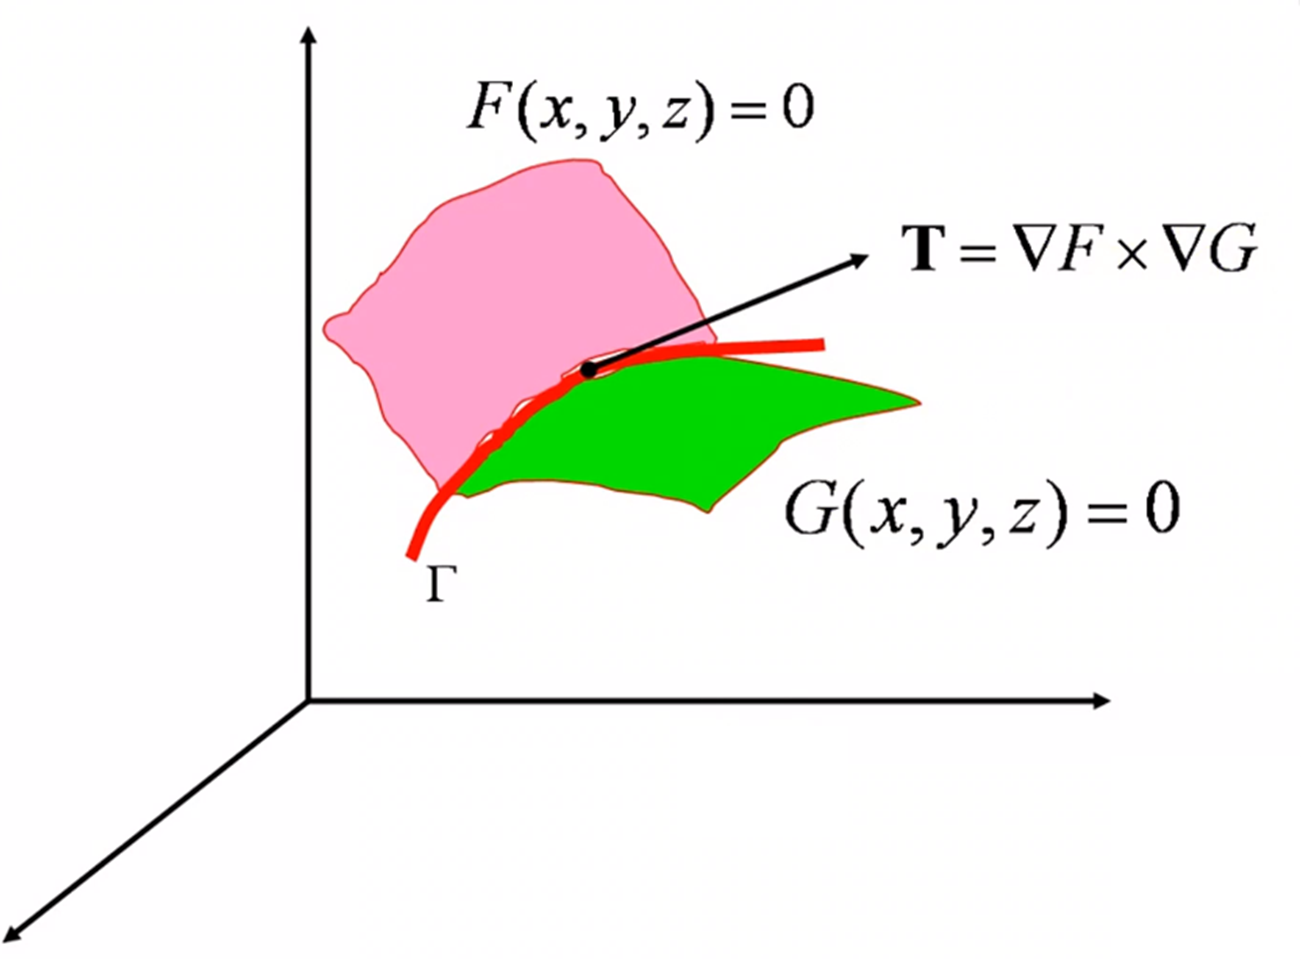 F(x, y, z) = 0
T = ∇F × ∇G
G(x, y, z) = 0
Γ